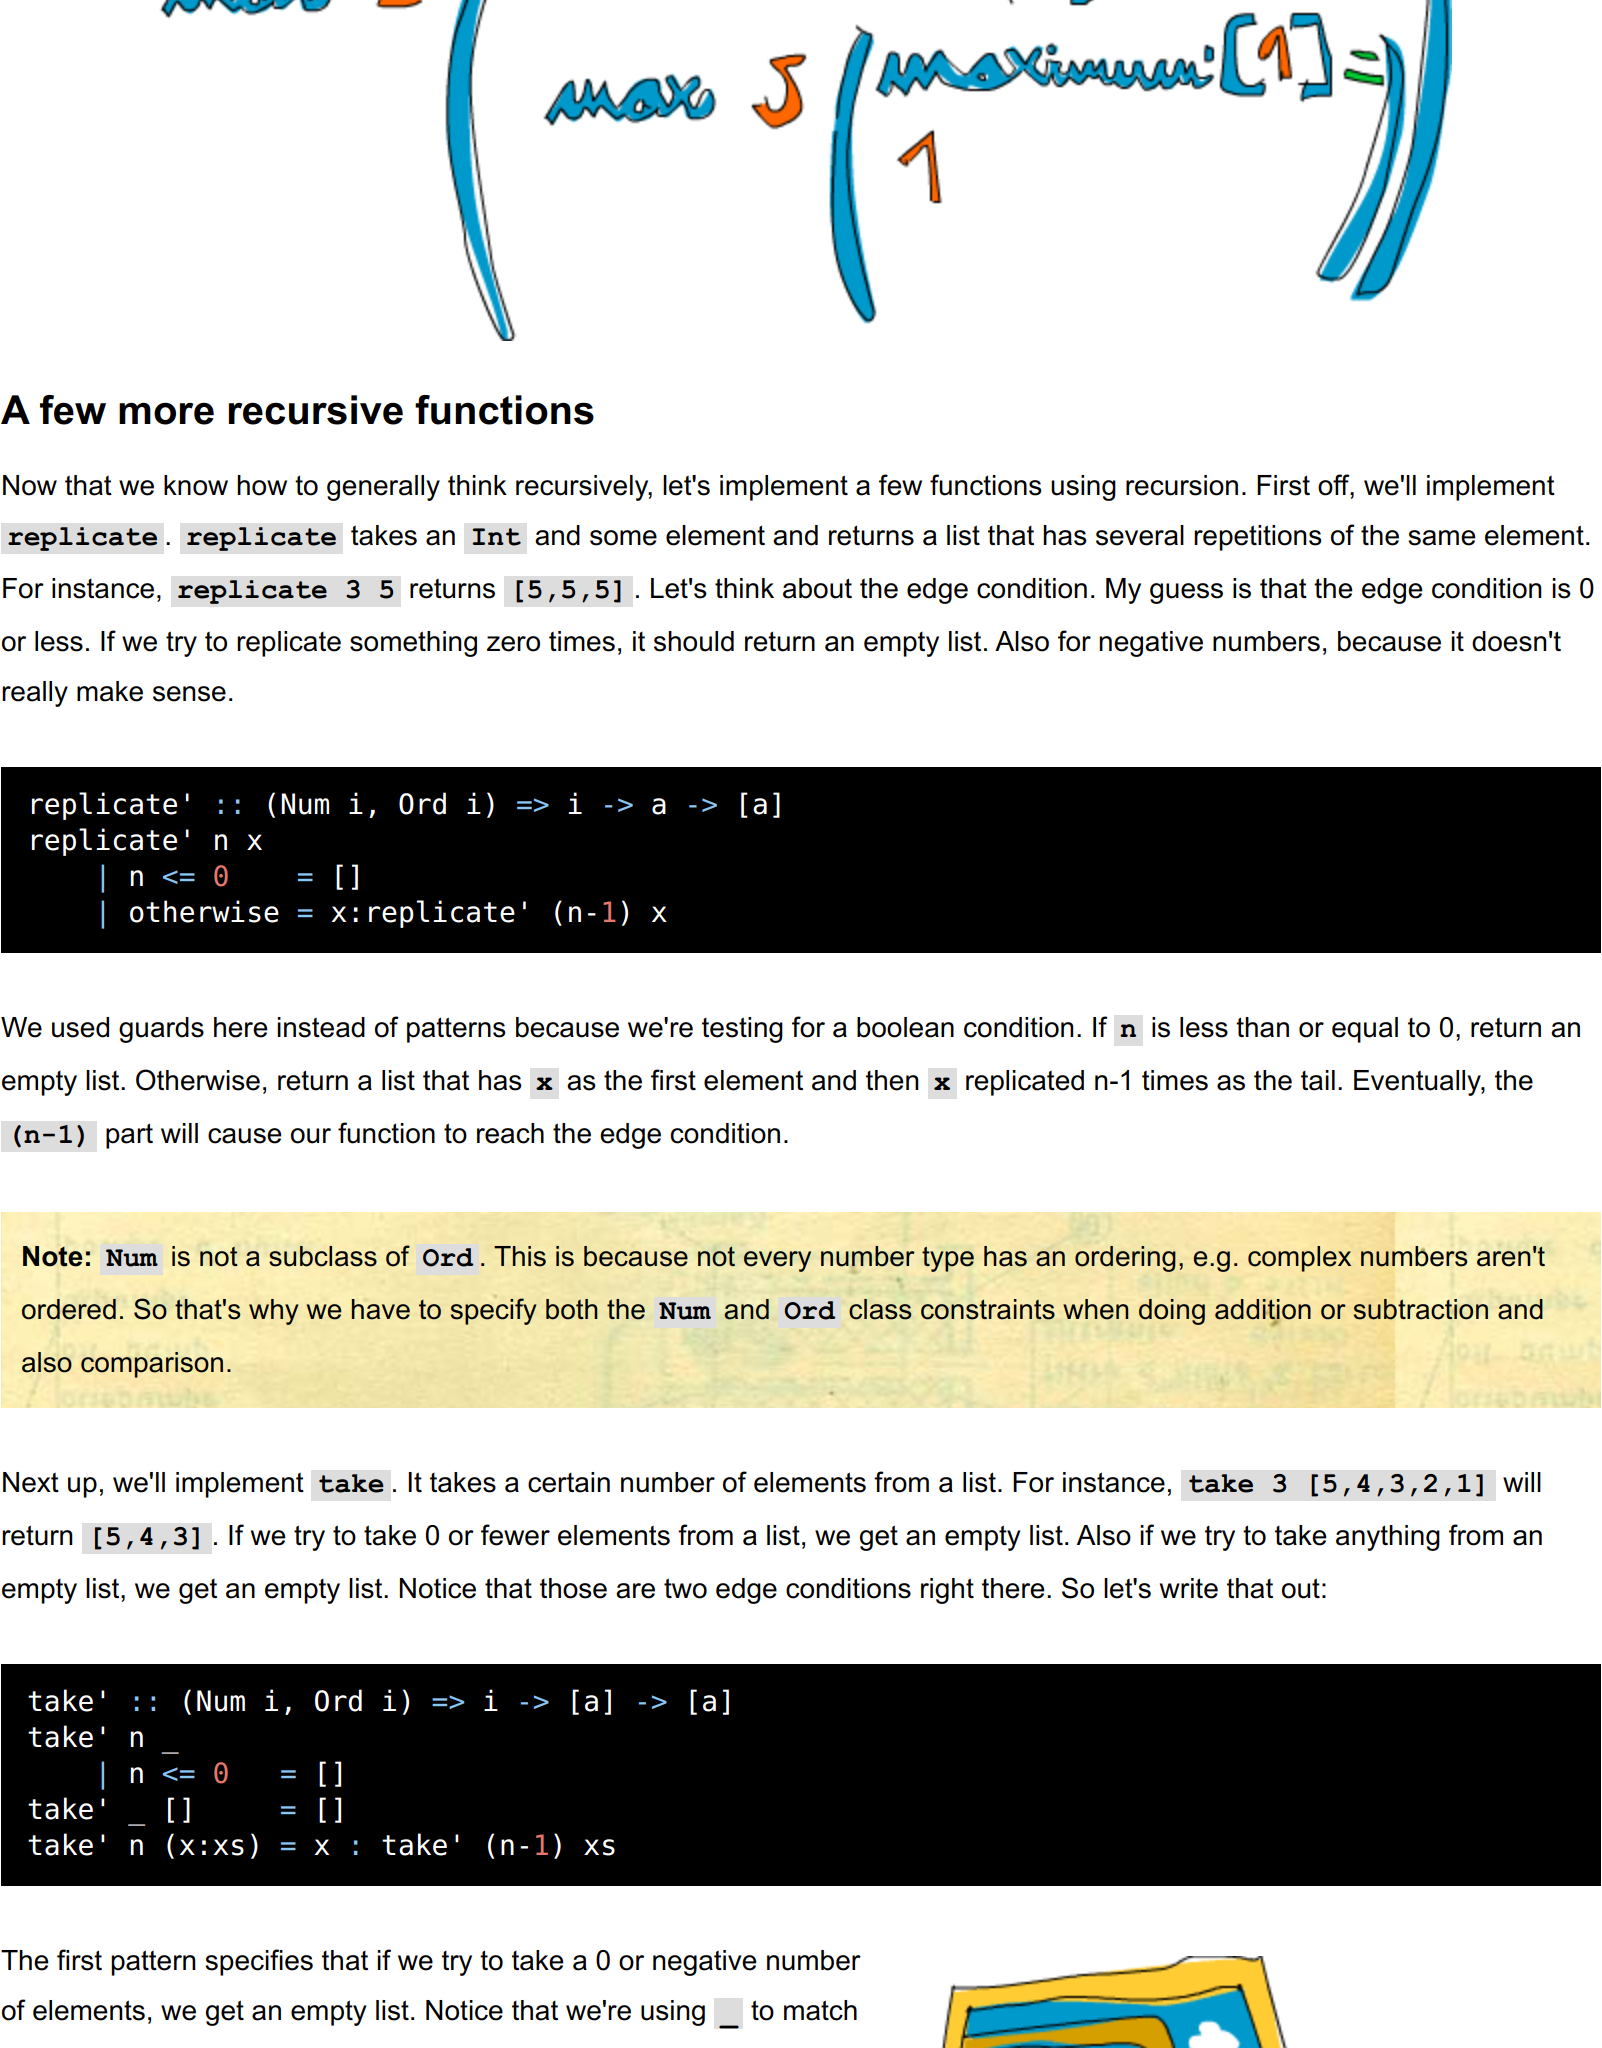 max 5 (maximum' [1] =
1
A few more recursive functions
Now that we know how to generally think recursively, let's implement a few functions using recursion. First off, we'll implement
replicate. replicate takes an Int and some element and returns a list that has several repetitions of the same element.
For instance, replicate 3 5 returns [5,5,5]. Let's think about the edge condition. My guess is that the edge condition is 0
or less. If we try to replicate something zero times, it should return an empty list. Also for negative numbers, because it doesn't
really make sense.
replicate' :: (Num i, Ord i) => i -> a -> [a]
replicate' n x
    | n <= 0    = []
    | otherwise = x:replicate' (n-1) x
We used guards here instead of patterns because we're testing for a boolean condition. If n is less than or equal to 0, return an
empty list. Otherwise, return a list that has x as the first element and then x replicated n-1 times as the tail. Eventually, the
(n-1) part will cause our function to reach the edge condition.
Note: Num is not a subclass of Ord. This is because not every number type has an ordering, e.g. complex numbers aren't
ordered. So that's why we have to specify both the Num and Ord class constraints when doing addition or subtraction and
also comparison.
Next up, we'll implement take. It takes a certain number of elements from a list. For instance, take 3 [5,4,3,2,1] will
return [5,4,3]. If we try to take 0 or fewer elements from a list, we get an empty list. Also if we try to take anything from an
empty list, we get an empty list. Notice that those are two edge conditions right there. So let's write that out:
take' :: (Num i, Ord i) => i -> [a] -> [a]
take' n _
    | n <= 0   = []
take' _ []     = []
take' n (x:xs) = x : take' (n-1) xs
The first pattern specifies that if we try to take a 0 or negative number
of elements, we get an empty list. Notice that we're using _ to match